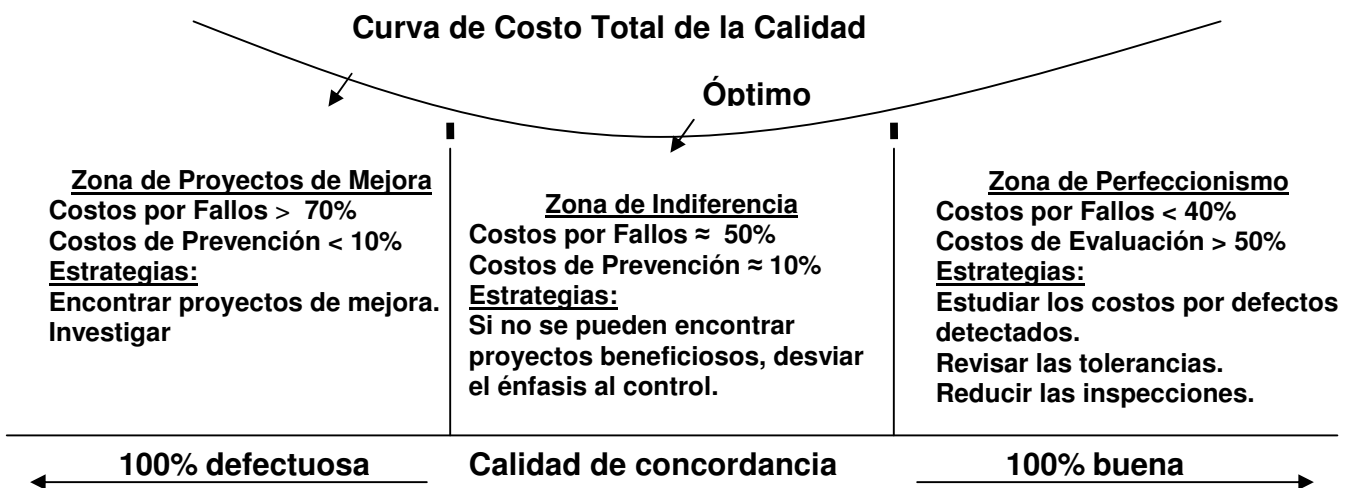 Curva de Costo Total de la Calidad
Óptimo
Zona de Proyectos de Mejora
Costos por Fallos > 70%
Costos de Prevención < 10%
Estrategias:
Encontrar proyectos de mejora.
Investigar
Zona de Indiferencia
Costos por Fallos ≈ 50%
Costos de Prevención ≈ 10%
Estrategias:
Si no se pueden encontrar
proyectos beneficiosos, desviar
el énfasis al control.
Zona de Perfeccionismo
Costos por Fallos < 40%
Costos de Evaluación > 50%
Estrategias:
Estudiar los costos por defectos
detectados.
Revisar las tolerancias.
Reducir las inspecciones.
100% defectuosa
Calidad de concordancia
100% buena